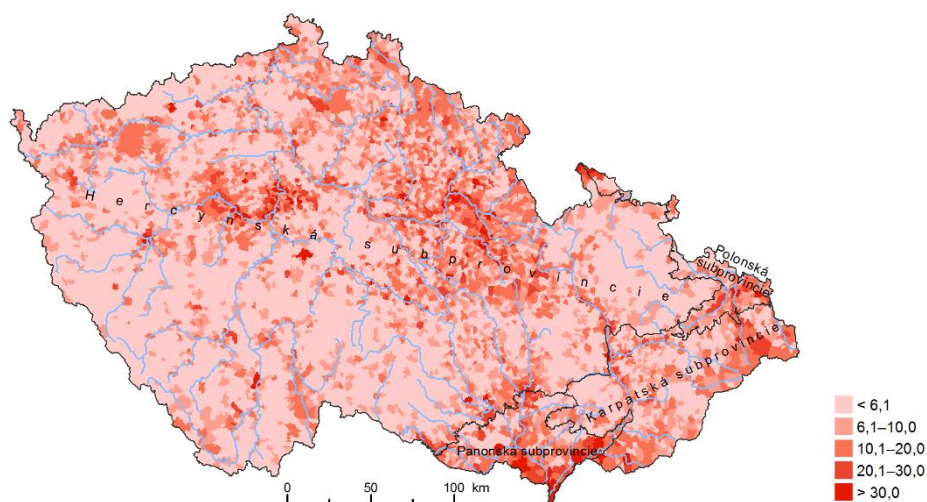 Hercynská subprovincie
Polonská
subprovincie
Karpatská subprovincie
Panonská subprovincie
< 6,1
6,1–10,0
10,1–20,0
20,1–30,0
> 30,0
0 50 100 km